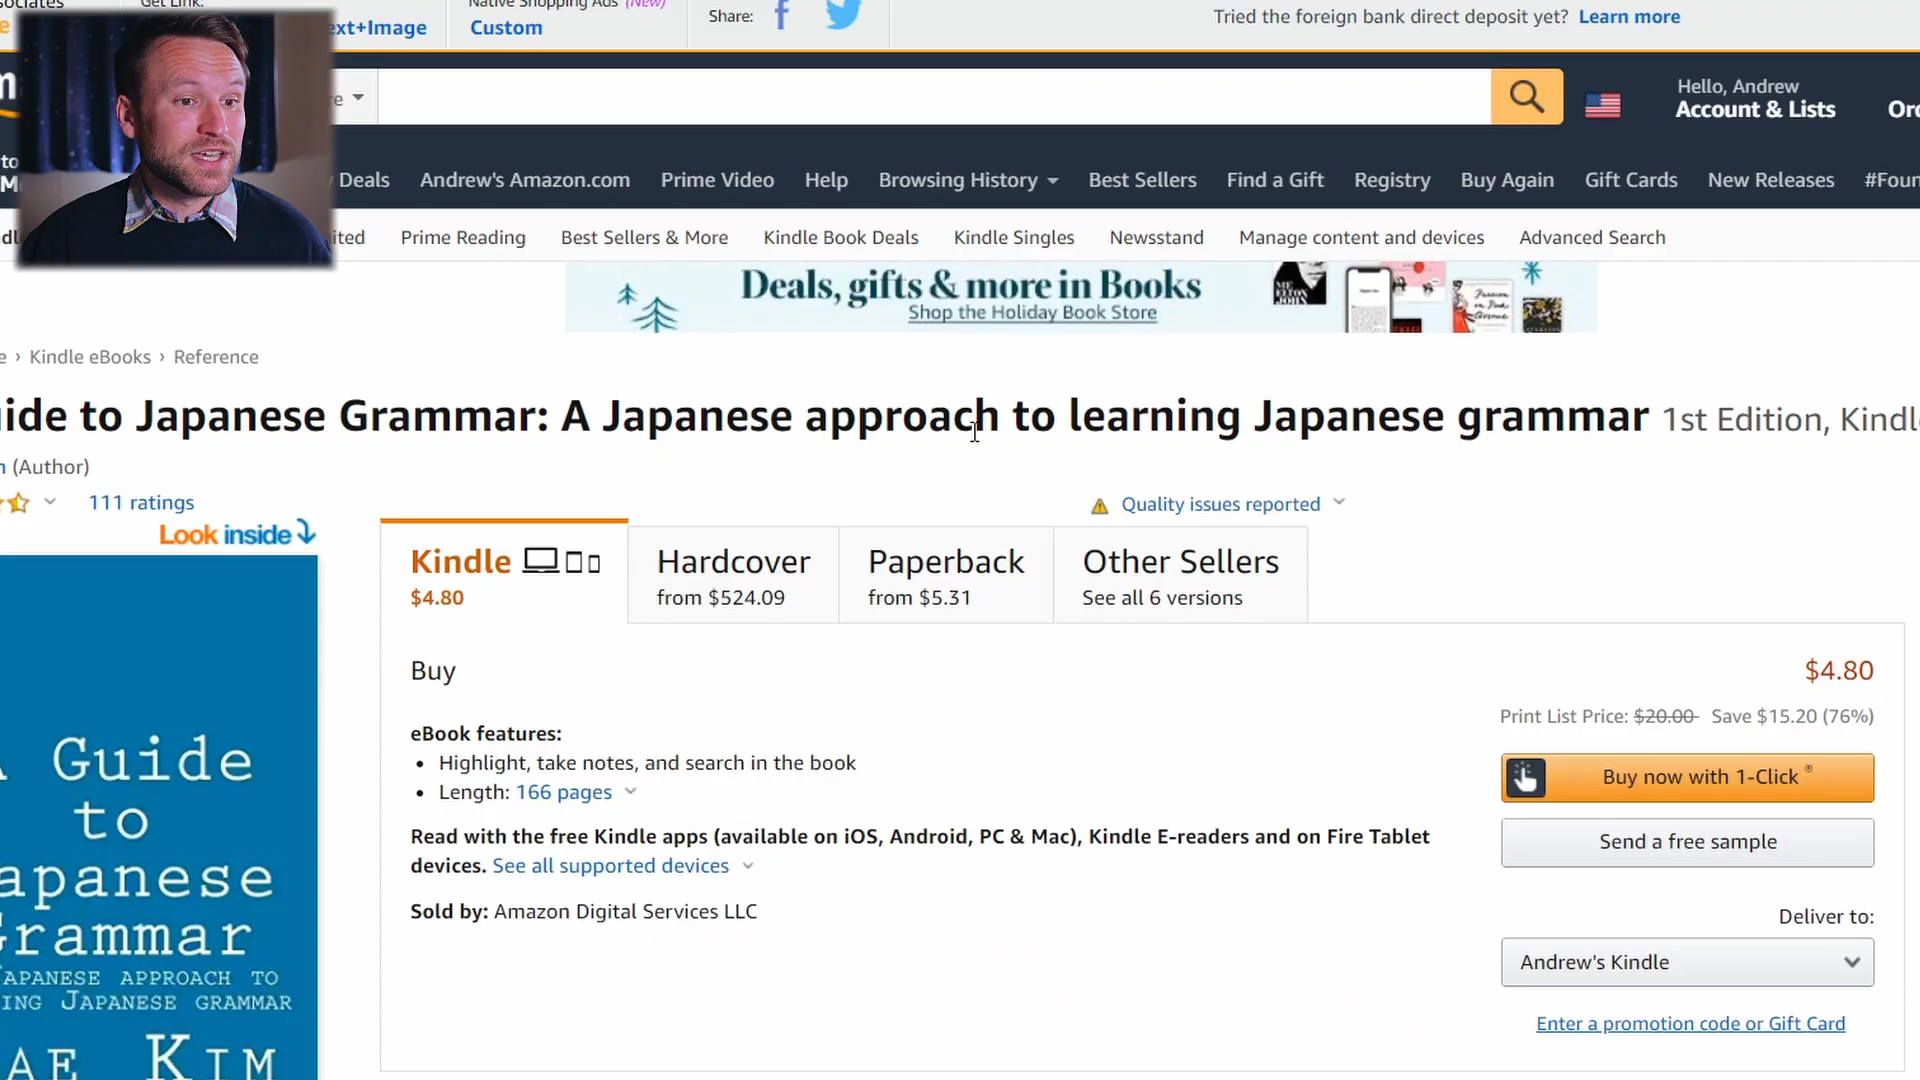 Get Link:
Native Shopping Ads (New)
Text+Image
Custom
Share:
Tried the foreign bank direct deposit yet? Learn more
Hello, Andrew
Account & Lists
Deals
Andrew's Amazon.com
Prime Video
Help
Browsing History
Best Sellers
Find a Gift
Registry
Buy Again
Gift Cards
New Releases
Prime Reading
Best Sellers & More
Kindle Book Deals
Kindle Singles
Newsstand
Manage content and devices
Advanced Search
Deals, gifts & more in Books
Shop the Holiday Book Store
› Kindle eBooks › Reference
uide to Japanese Grammar: A Japanese approach to learning Japanese grammar 1st Edition, Kindl
(Author)
111 ratings
Quality issues reported
Look inside
Kindle
$4.80
Hardcover
from $524.09
Paperback
from $5.31
Other Sellers
See all 6 versions
Buy
$4.80
Print List Price: $20.00 Save $15.20 (76%)
eBook features:
• Highlight, take notes, and search in the book
• Length: 166 pages
Buy now with 1-Click ®
Read with the free Kindle apps (available on iOS, Android, PC & Mac), Kindle E-readers and on Fire Tablet
devices. See all supported devices
Send a free sample
Sold by: Amazon Digital Services LLC
Deliver to:
Andrew's Kindle
Enter a promotion code or Gift Card
A Guide
to
Japanese
Grammar
APANESE APPROACH TO
ING JAPANESE GRAMMAR
AE KIM